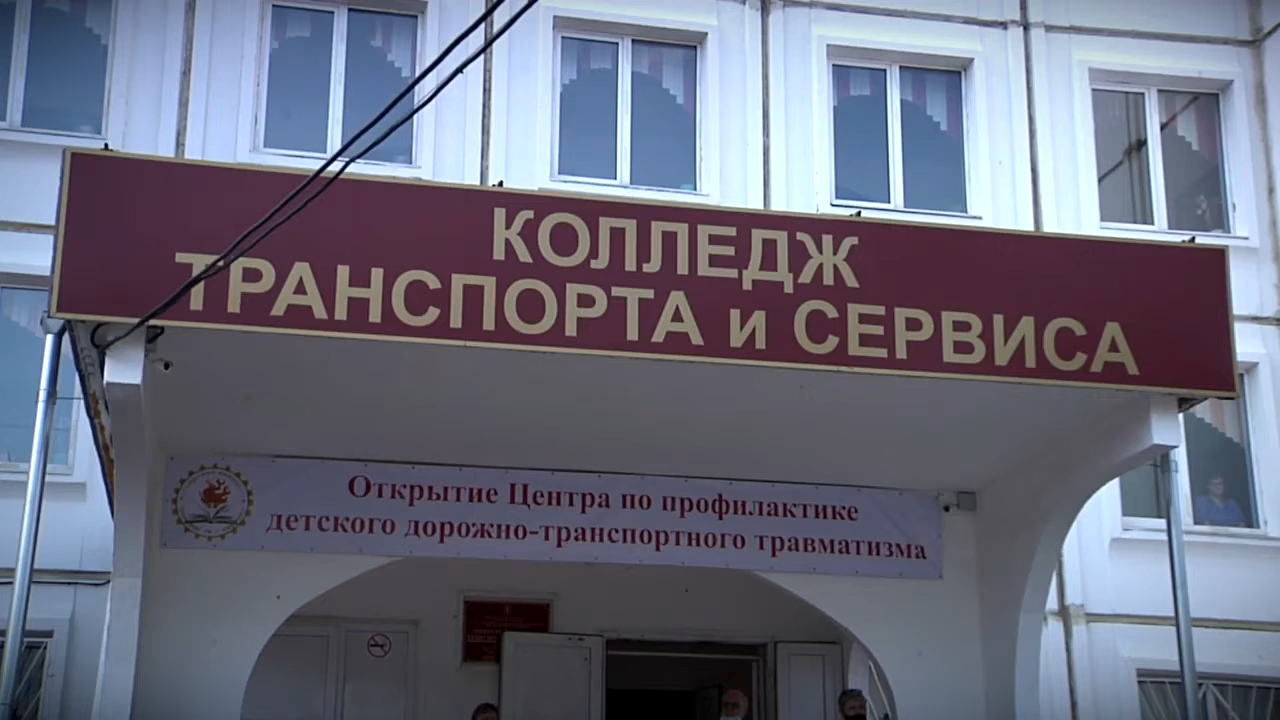 КОЛЛЕДЖ
ТРАНСПОРТА и СЕРВИСА
Открытие Центра по профилактике
детского дорожно-транспортного травматизма